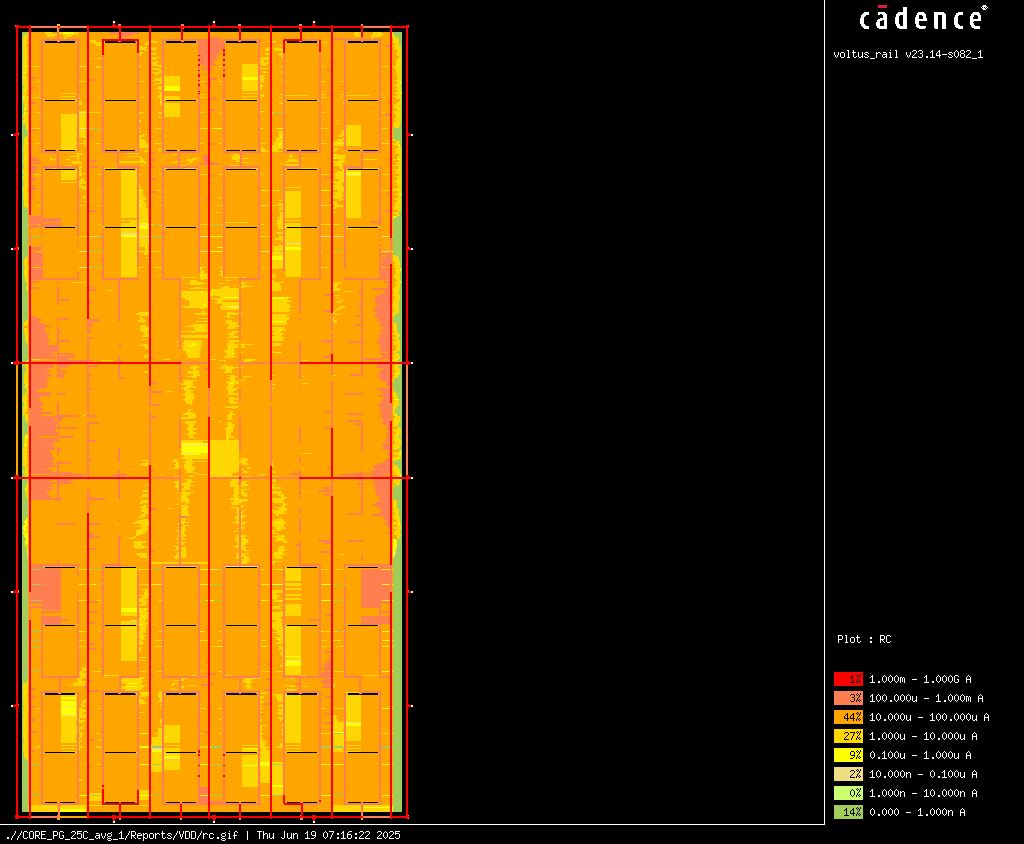 cādence®
voltus_rail v23.14-s082_1
Plot : RC
1% 1.000m - 1.000G A
3% 100.000u - 1.000m A
44% 10.000u - 100.000u A
27% 1.000u - 10.000u A
9% 0.100u - 1.000u A
2% 10.000n - 0.100u A
0% 1.000n - 10.000n A
14% 0.000 - 1.000n A
.//CORE_PG_25C_avg_1/Reports/VDD/rc.gif | Thu Jun 19 07:16:22 2025